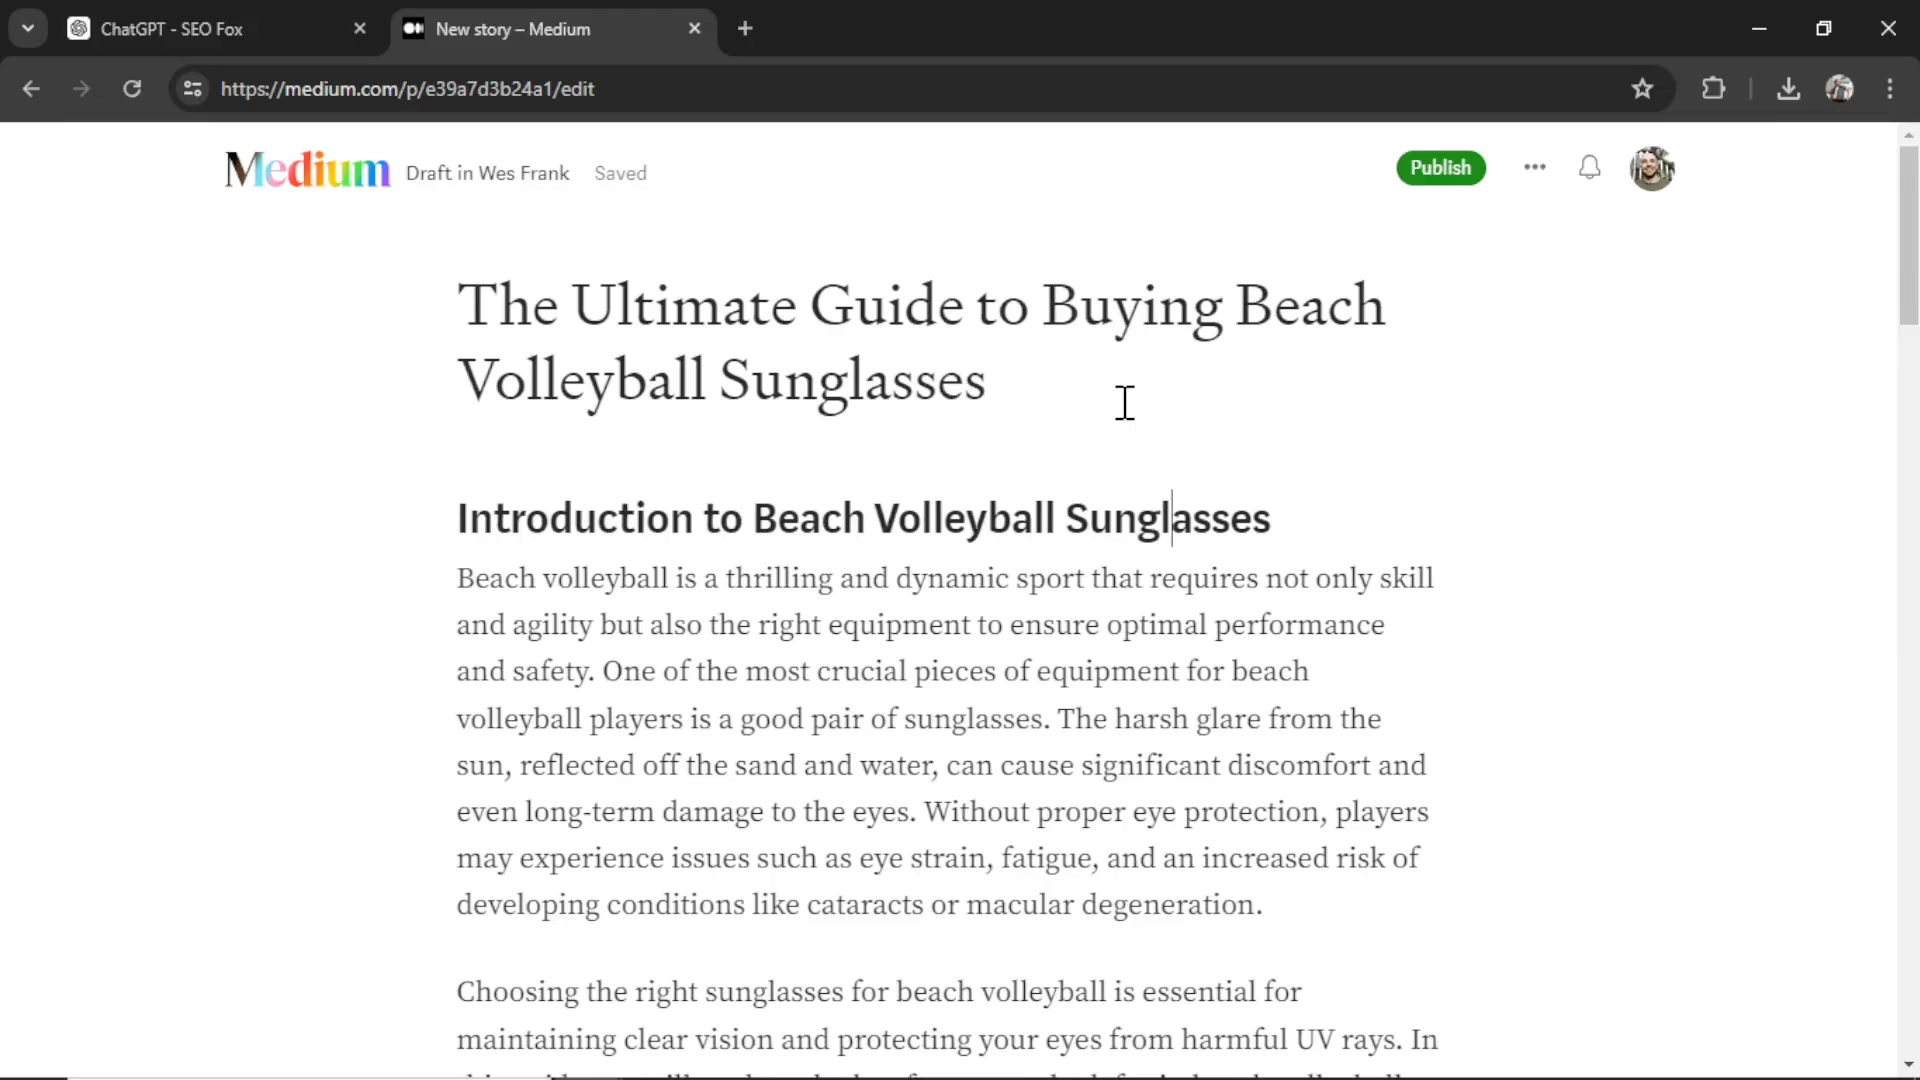 ChatGPT - SEO Fox
New story – Medium
https://medium.com/p/e39a7d3b24a1/edit
Medium
Draft in Wes Frank
Saved
Publish
The Ultimate Guide to Buying Beach
Volleyball Sunglasses
Introduction to Beach Volleyball Sunglasses
Beach volleyball is a thrilling and dynamic sport that requires not only skill
and agility but also the right equipment to ensure optimal performance
and safety. One of the most crucial pieces of equipment for beach
volleyball players is a good pair of sunglasses. The harsh glare from the
sun, reflected off the sand and water, can cause significant discomfort and
even long-term damage to the eyes. Without proper eye protection, players
may experience issues such as eye strain, fatigue, and an increased risk of
developing conditions like cataracts or macular degeneration.
Choosing the right sunglasses for beach volleyball is essential for
maintaining clear vision and protecting your eyes from harmful UV rays. In